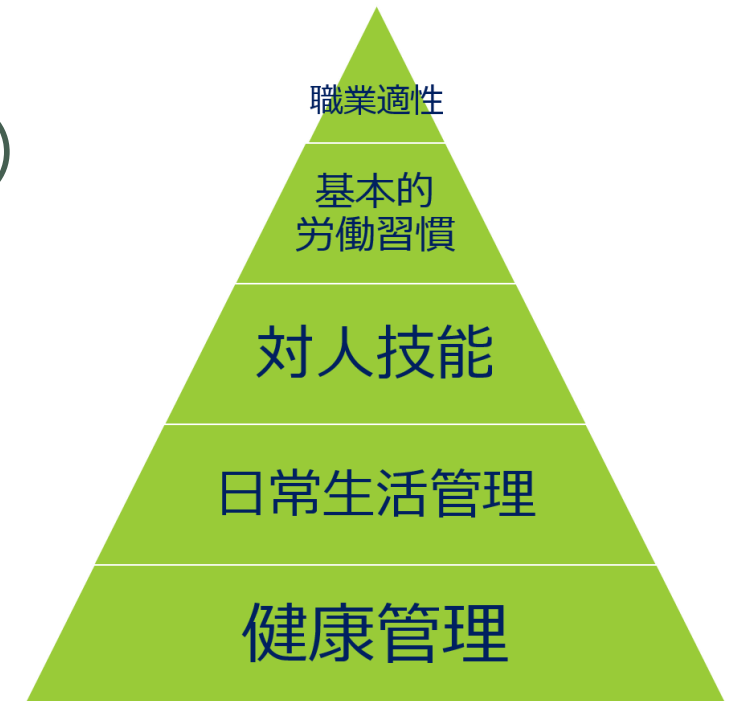 職業適性
基本的
労働習慣
対人技能
日常生活管理
健康管理